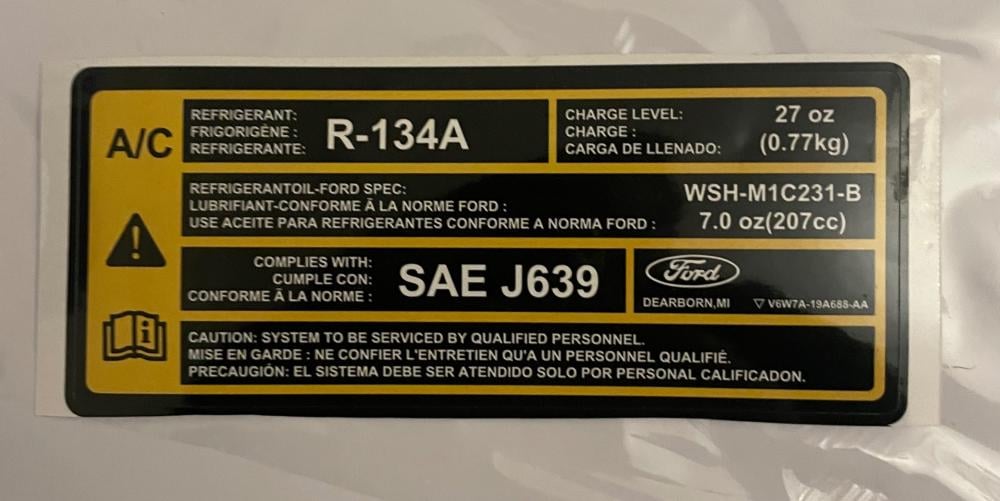 A/C
REFRIGERANT:
FRIGORIGÈNE :
REFRIGERANTE:
R-134A
CHARGE LEVEL:
CHARGE :
CARGA DE LLENADO:
27 oz
(0.77kg)
REFRIGERANTOIL-FORD SPEC:
LUBRIFIANT-CONFORME Ã LA NORME FORD :
USE ACEITE PARA REFRIGERANTES CONFORME A NORMA FORD :
WSH-M1C231-B
7.0 oz(207cc)
COMPLIES WITH:
CUMPLE CON:
CONFORME Ã LA NORME :
SAE J639
Ford
DEARBORN,MI
▽ V6W7A-19A688-AA
CAUTION: SYSTEM TO BE SERVICED BY QUALIFIED PERSONNEL.
MISE EN GARDE : NE CONFIER L'ENTRETIEN QU'A UN PERSONNEL QUALIFIÉ.
PRECAUGIÓN: EL SISTEMA DEBE SER ATENDIDO SOLO POR PERSONAL CALIFICADON.